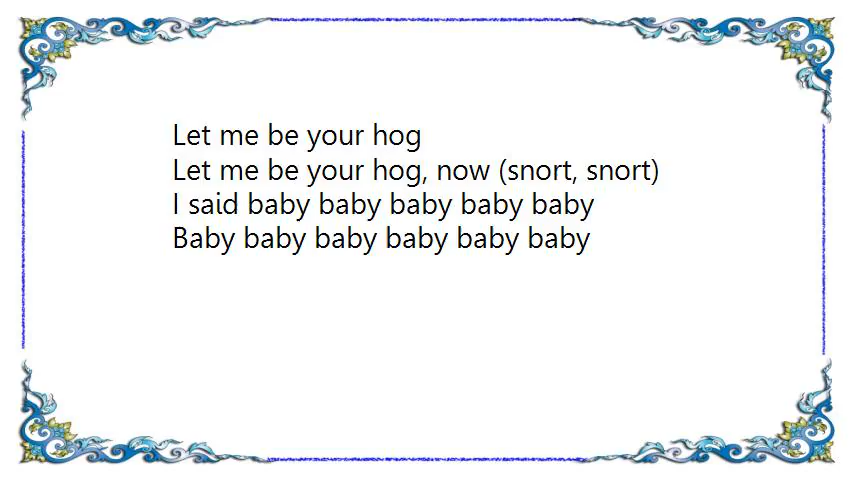 Let me be your hog
Let me be your hog, now (snort, snort)
I said baby baby baby baby baby
Baby baby baby baby baby baby